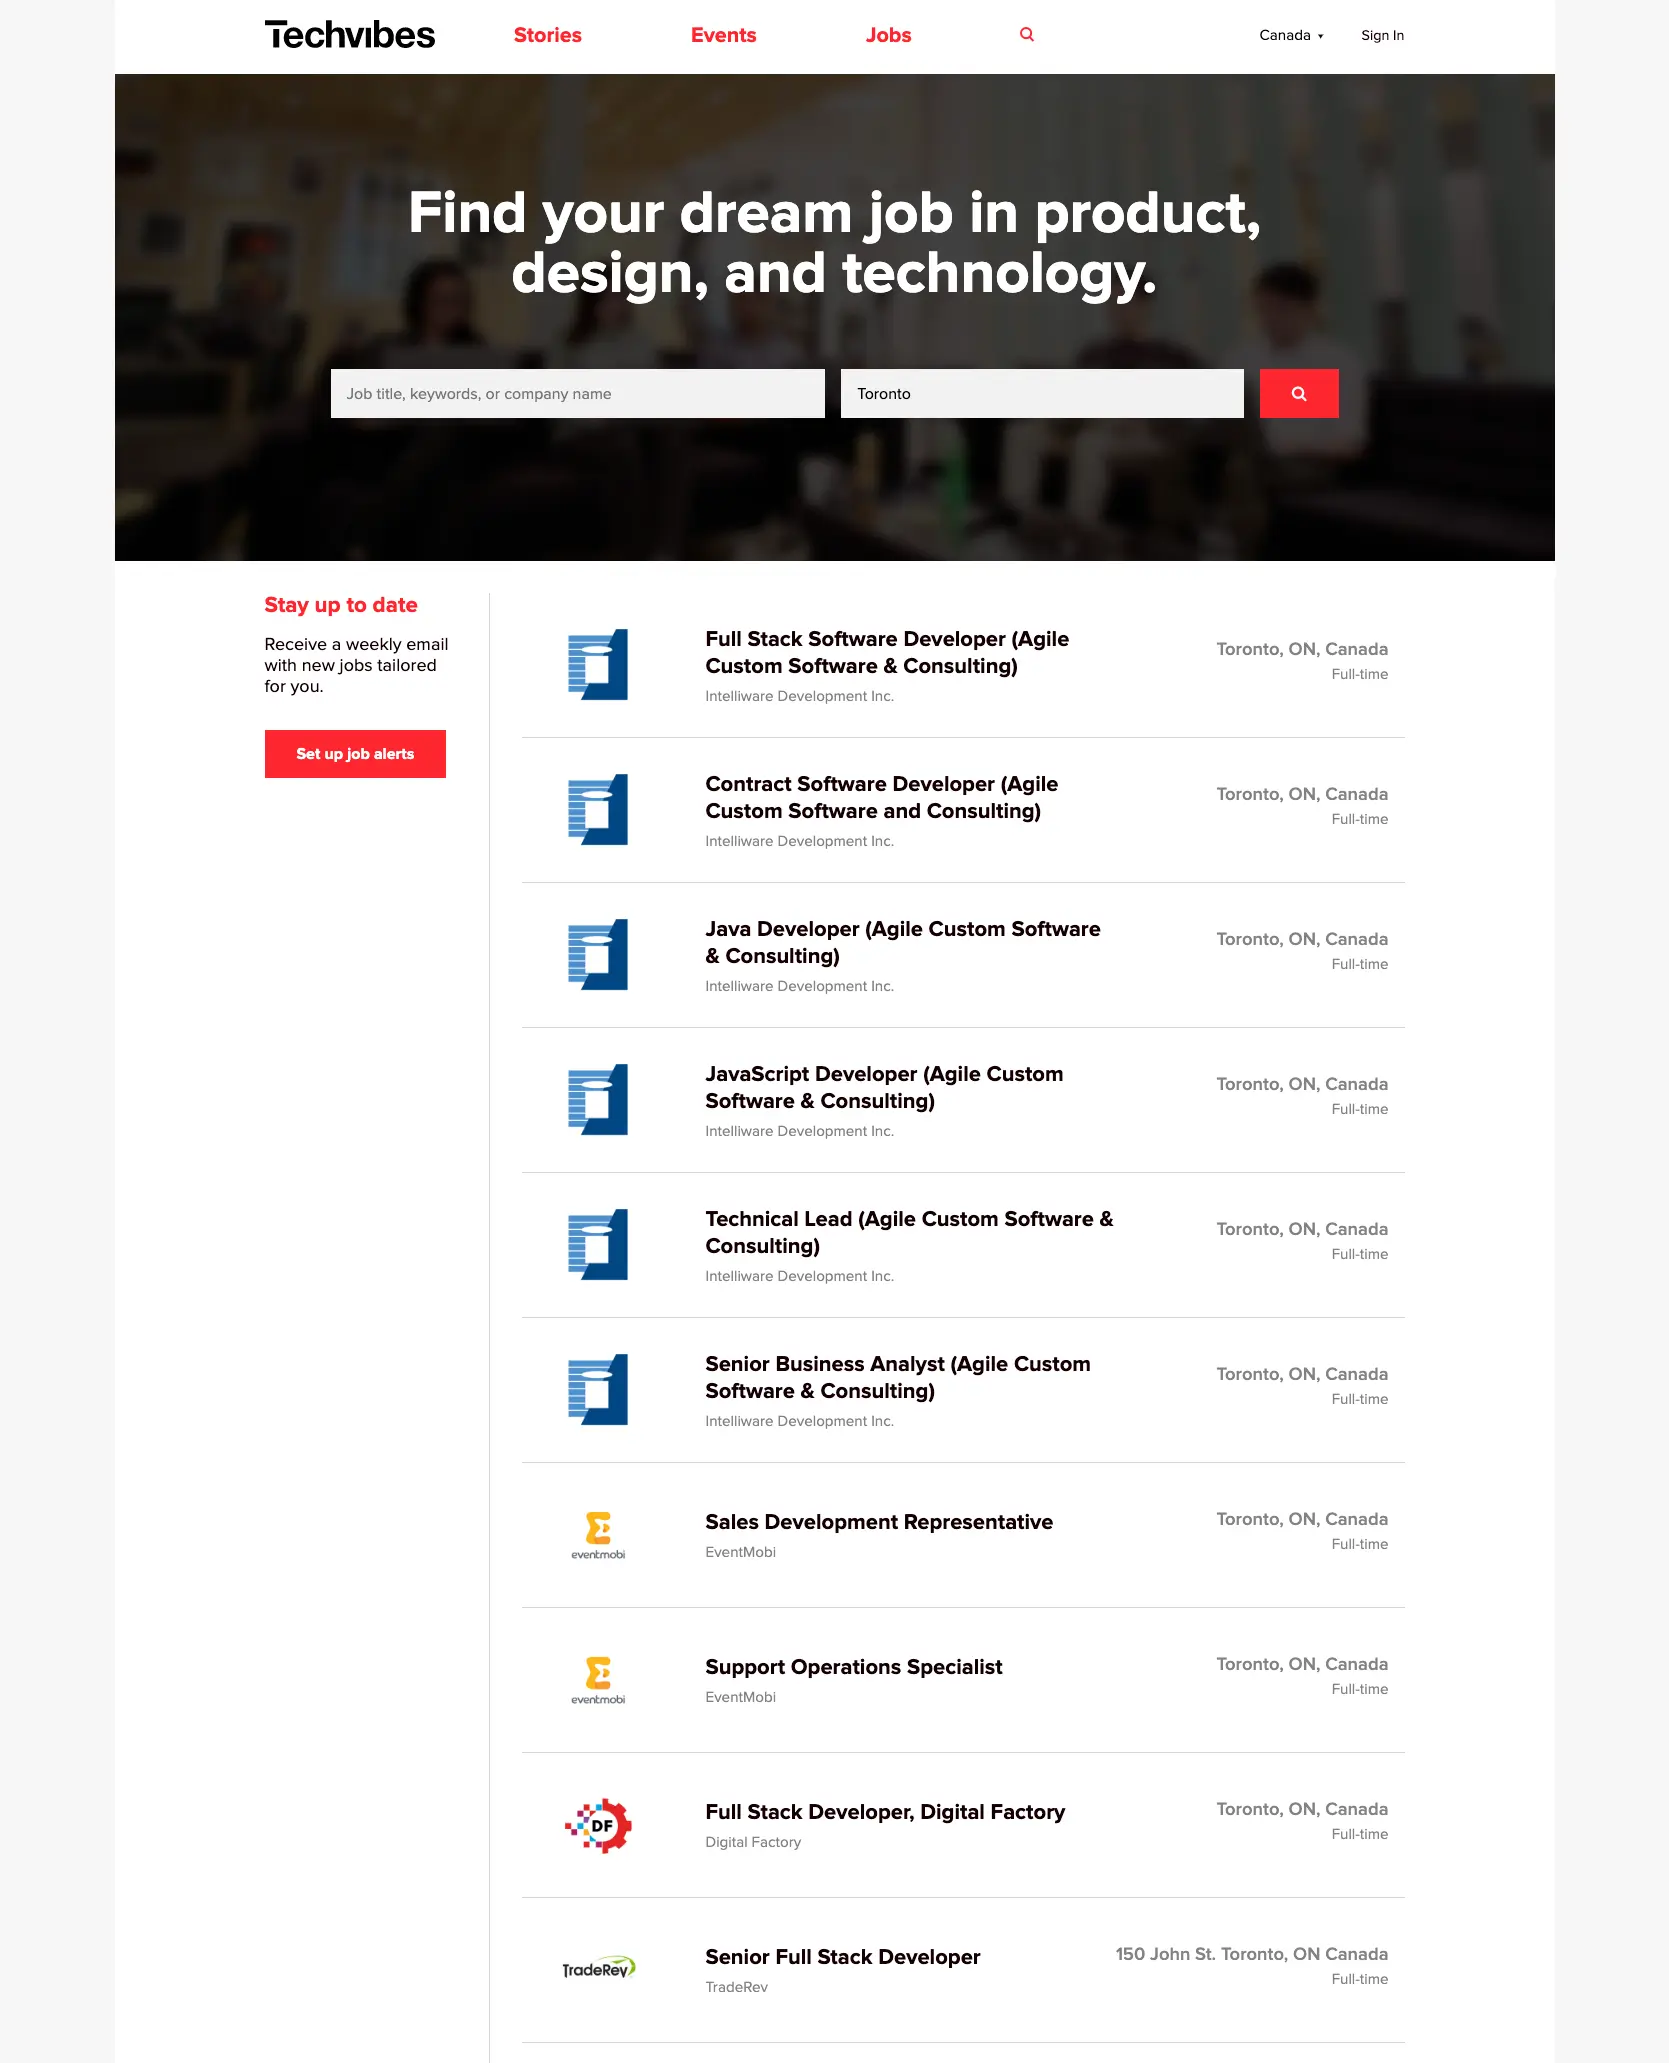 Techvibes
Stories
Events
Jobs
Canada ▾
Sign In
Find your dream job in product,
design, and technology.
Job title, keywords, or company name
Toronto
Stay up to date
Receive a weekly email
with new jobs tailored
for you.
Set up job alerts
Full Stack Software Developer (Agile
Custom Software & Consulting)
Intelliware Development Inc.
Toronto, ON, Canada
Full-time
Contract Software Developer (Agile
Custom Software and Consulting)
Intelliware Development Inc.
Toronto, ON, Canada
Full-time
Java Developer (Agile Custom Software
& Consulting)
Intelliware Development Inc.
Toronto, ON, Canada
Full-time
JavaScript Developer (Agile Custom
Software & Consulting)
Intelliware Development Inc.
Toronto, ON, Canada
Full-time
Technical Lead (Agile Custom Software &
Consulting)
Intelliware Development Inc.
Toronto, ON, Canada
Full-time
Senior Business Analyst (Agile Custom
Software & Consulting)
Intelliware Development Inc.
Toronto, ON, Canada
Full-time
eventmobi
Sales Development Representative
EventMobi
Toronto, ON, Canada
Full-time
eventmobi
Support Operations Specialist
EventMobi
Toronto, ON, Canada
Full-time
DF
Full Stack Developer, Digital Factory
Digital Factory
Toronto, ON, Canada
Full-time
TradeRev
Senior Full Stack Developer
TradeRev
150 John St. Toronto, ON Canada
Full-time